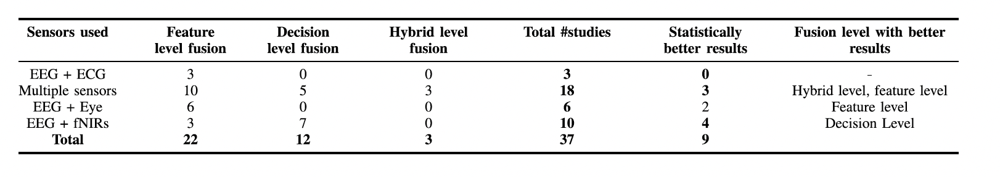 Sensors used Feature level fusion Decision level fusion Hybrid level fusion Total #studies Statistically better results Fusion level with better results
EEG + ECG 3 0 0 3 0 -
Multiple sensors 10 5 3 18 3 Hybrid level, feature level
EEG + Eye 6 0 0 6 2 Feature level
EEG + fNIRs 3 7 0 10 4 Decision Level
Total 22 12 3 37 9